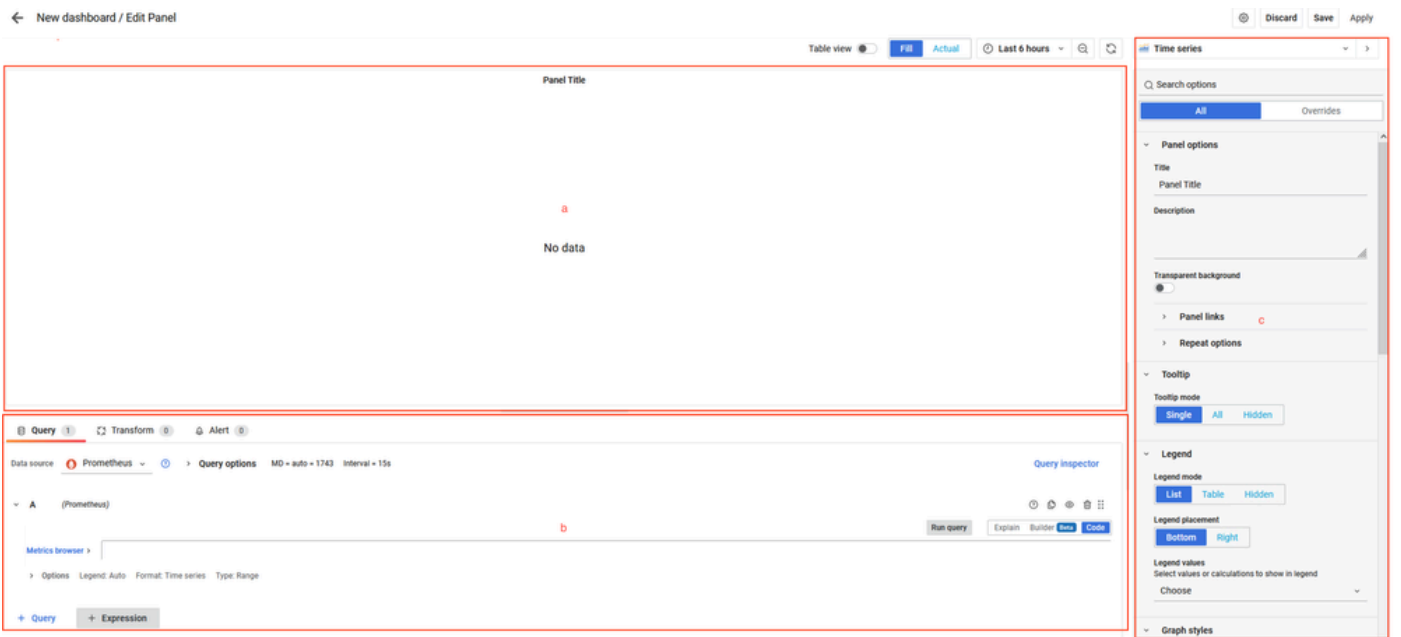 New dashboard / Edit Panel
Discard Save Apply
Table view Fill Actual Last 6 hours
Panel Title
a
No data
Query 1 Transform 0 Alert 0
Data source Prometheus Query options MD = auto = 1743 Interval = 15s Query inspector
A (Prometheus)
b
Run query Explain Builder Beta Code
Metrics browser >
Options Legend: Auto Format: Time series Type: Range
+ Query + Expression
Time series
Search options
All Overrides
Panel options
Title
Panel Title
Description
Transparent background
Panel links
c
Repeat options
Tooltip
Tooltip mode
Single All Hidden
Legend
Legend mode
List Table Hidden
Legend placement
Bottom Right
Legend values
Select values or calculations to show in legend
Choose
Graph styles